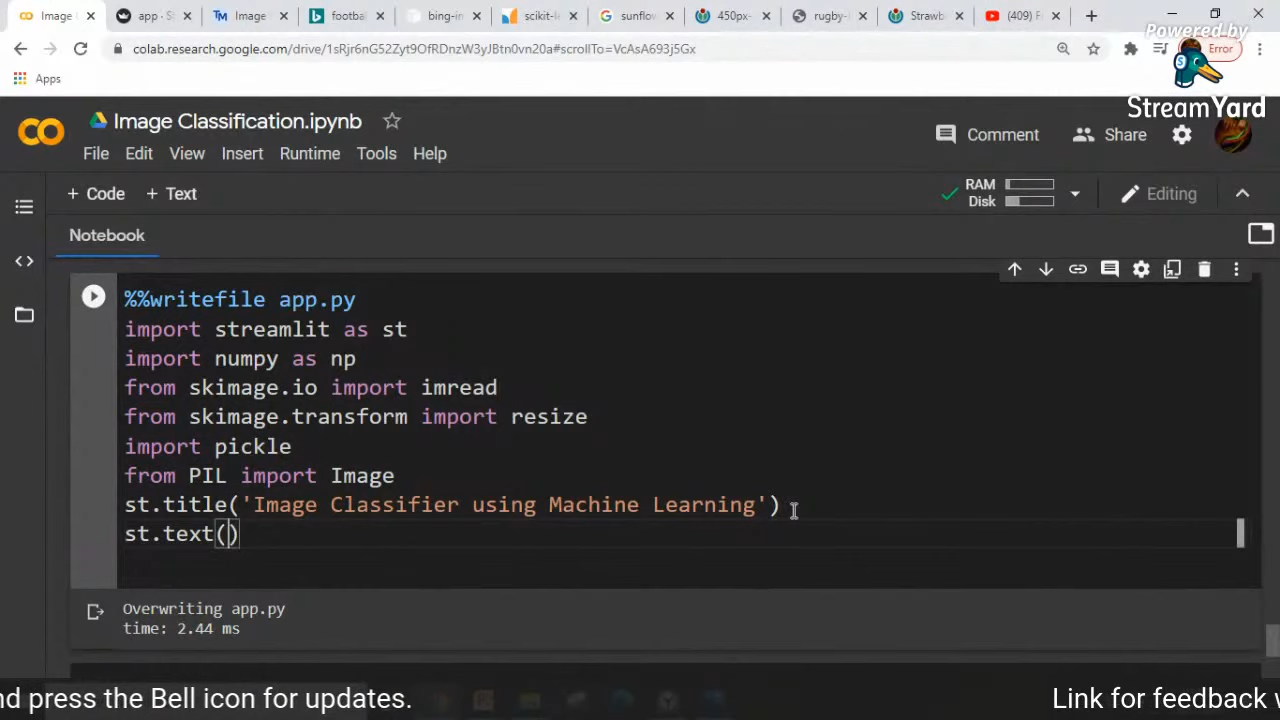 Image
app · S
Image
footba
bing-in
scikit-le
sunflow
450px-
rugby-l
Strawb
(409) F
colab.research.google.com/drive/1sRjr6nG52Zyt9OfRDnzW3yJBtn0vn20a#scrollTo=VcAsA693j5Gx
Error
Powered by
StreamYard
Apps
CO
Image Classification.ipynb
Comment
Share
File Edit View Insert Runtime Tools Help
+ Code + Text
RAM
Disk
Editing
Notebook
%%writefile app.py
import streamlit as st
import numpy as np
from skimage.io import imread
from skimage.transform import resize
import pickle
from PIL import Image
st.title('Image Classifier using Machine Learning')
st.text()
Overwriting app.py
time: 2.44 ms
nd press the Bell icon for updates.
Link for feedback w